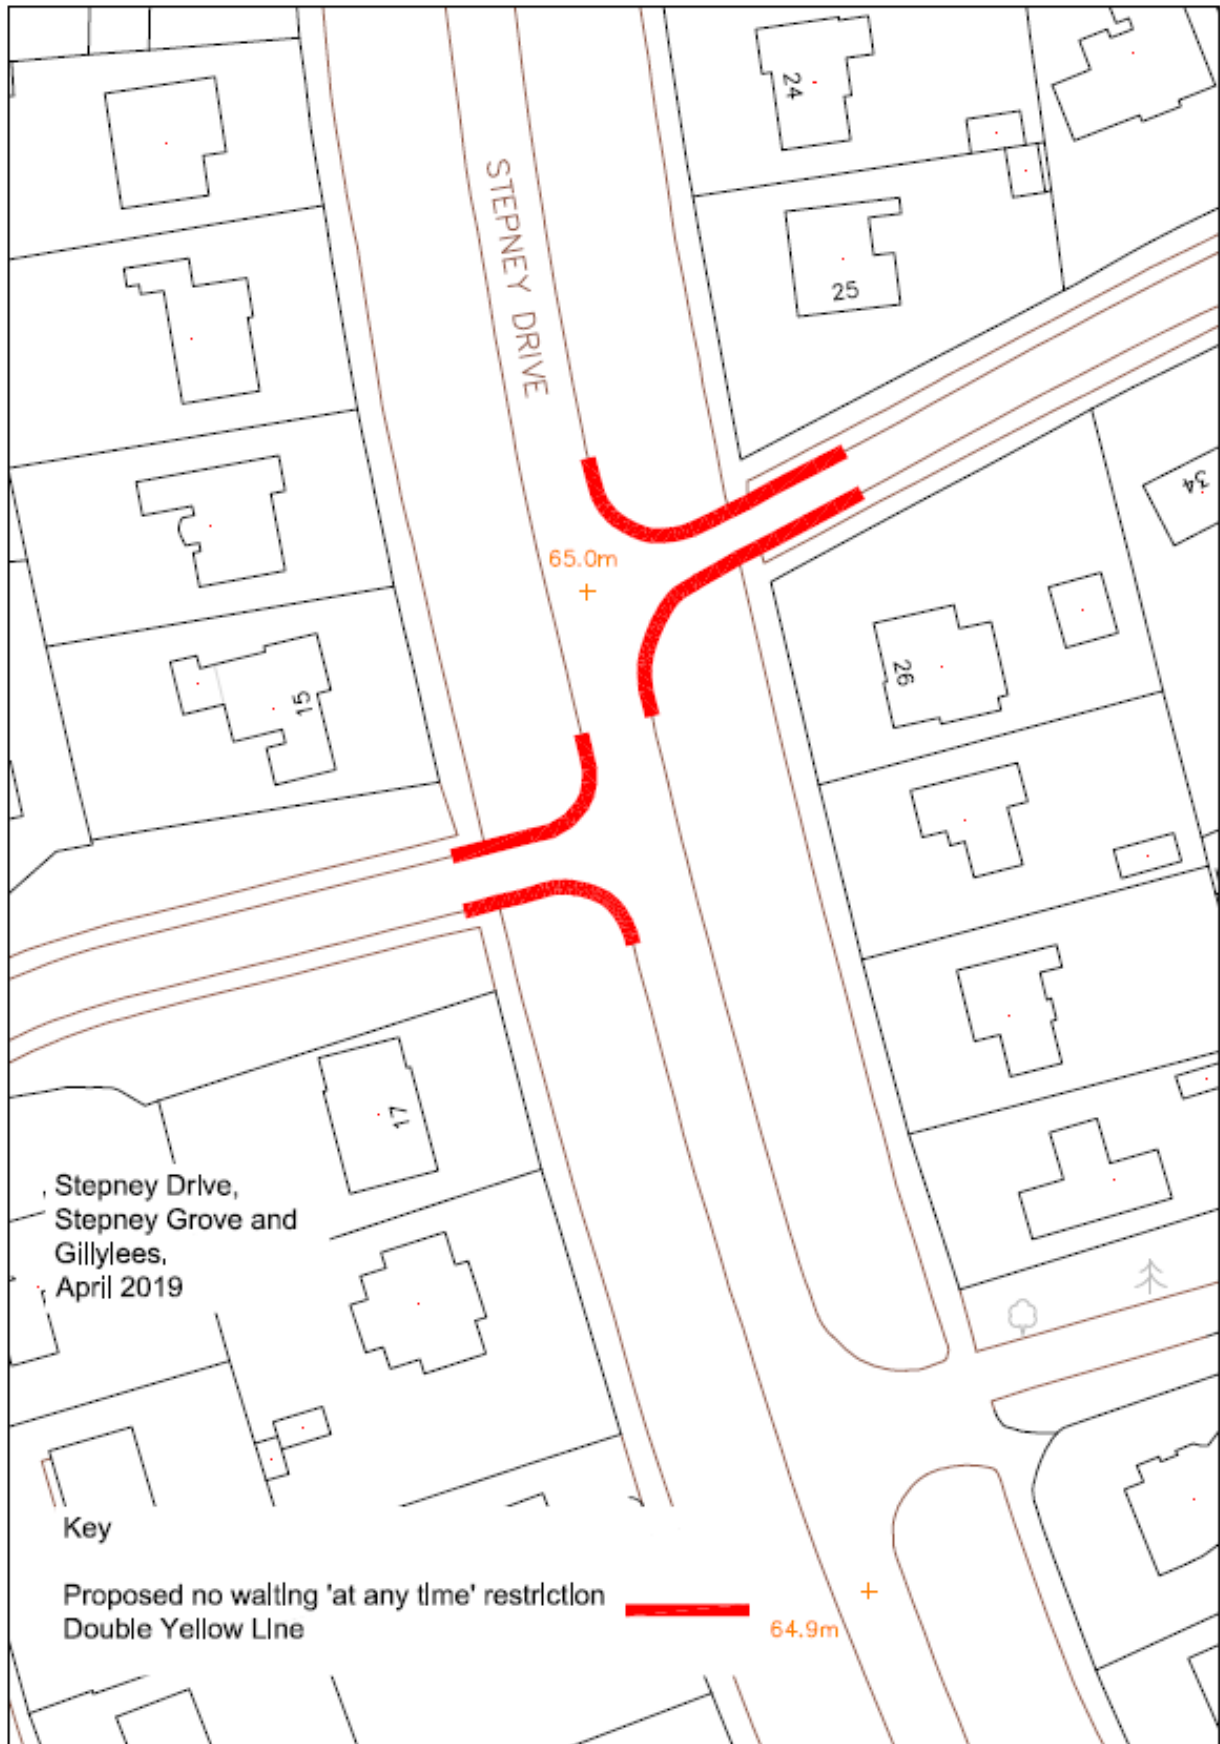 24
STEPNEY DRIVE
25
34
65.0m
26
15
17
Stepney Drive,
Stepney Grove and
Gillylees,
April 2019
Key
Proposed no waiting 'at any time' restriction
Double Yellow Line
64.9m